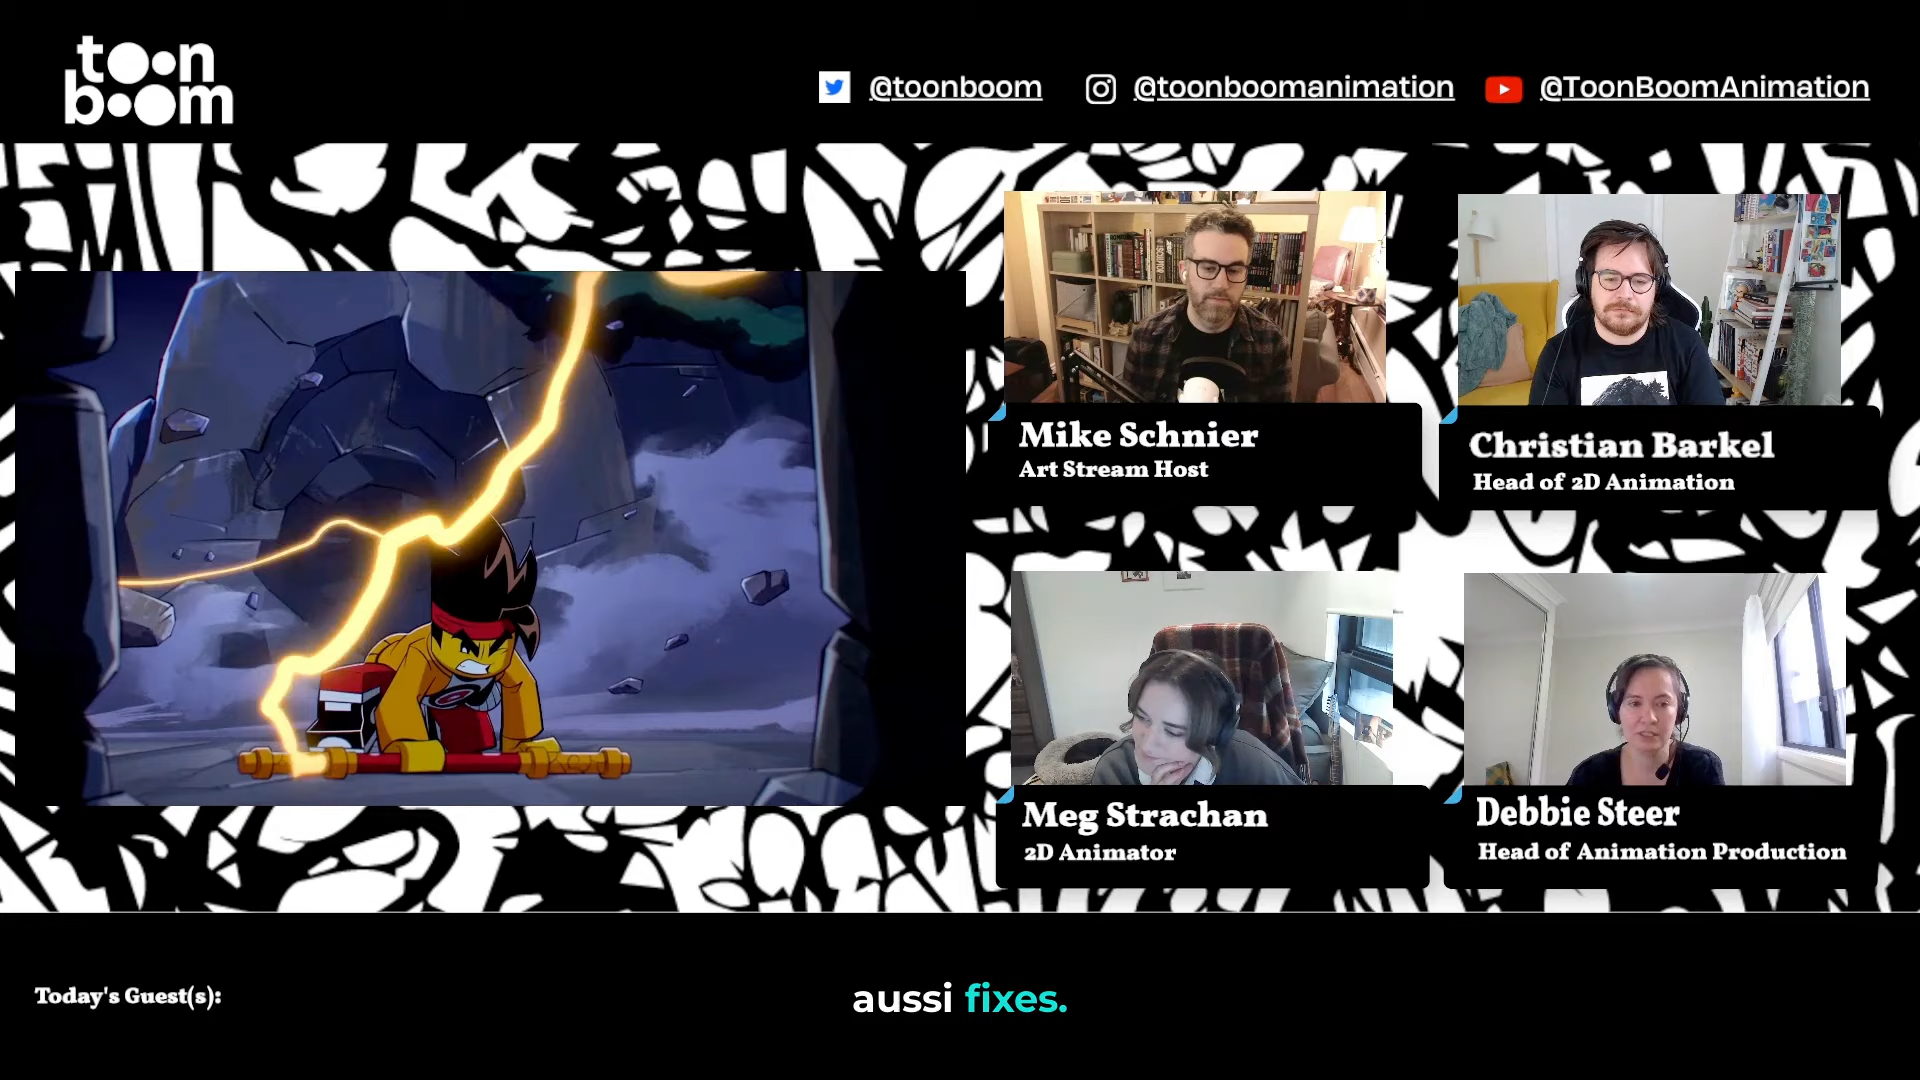 toon
boom
@toonboom
@toonboomanimation
@ToonBoomAnimation
Mike Schnier
Art Stream Host
Christian Barkel
Head of 2D Animation
Meg Strachan
2D Animator
Debbie Steer
Head of Animation Production
Today's Guest(s):
aussi fixes.